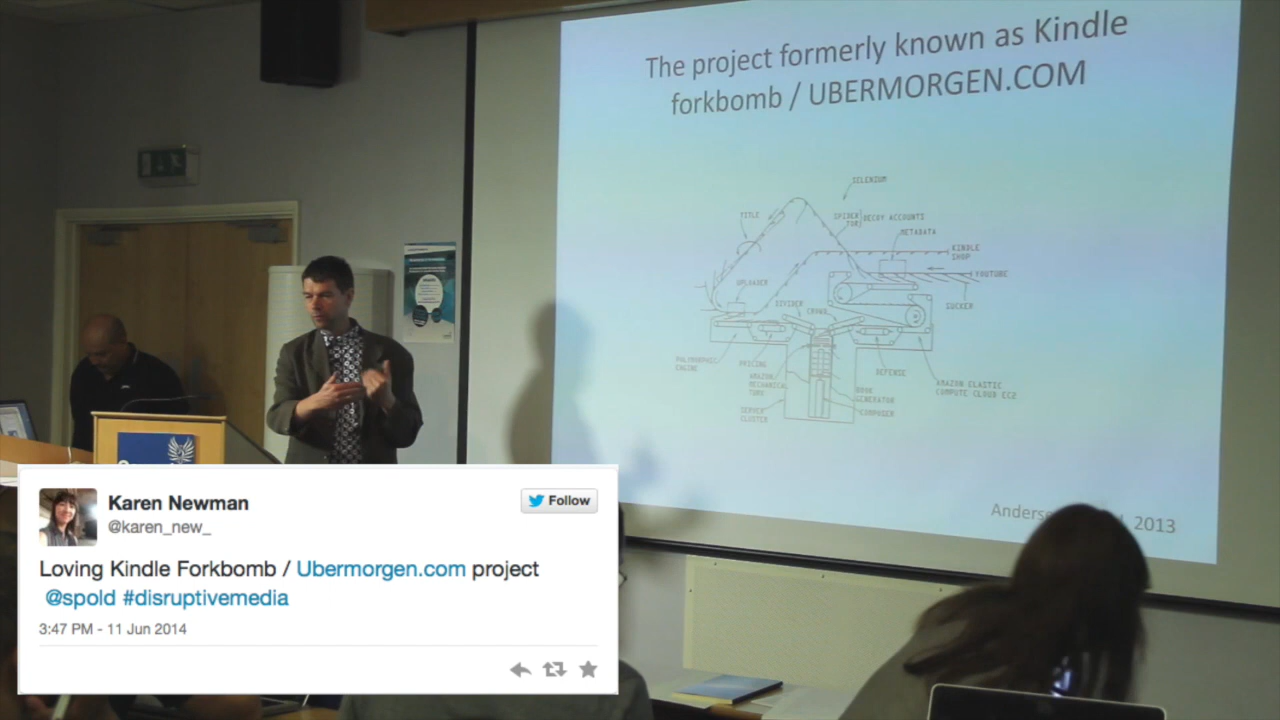 The project formerly known as Kindle
forkbomb / UBERMORGEN.COM
SELENIUM
TITLE
SPIDER
DECOY ACCOUNTS
TOR
METADATA
KINDLE
SHOP
YOUTUBE
UPLOADER
DIVIDER
SUCKER
CROWD
POLYMORPHIC
ENGINE
PRICING
DEFENSE
AMAZON
MECHANICAL
TURK
BOOK
GENERATOR
AMAZON ELASTIC
COMPUTE CLOUD EC2
SERVER
CLUSTER
COMPOSER
2013
Karen Newman
@karen_new_
Follow
Loving Kindle Forkbomb / Ubermorgen.com project
@spold #disruptivemedia
3:47 PM - 11 Jun 2014